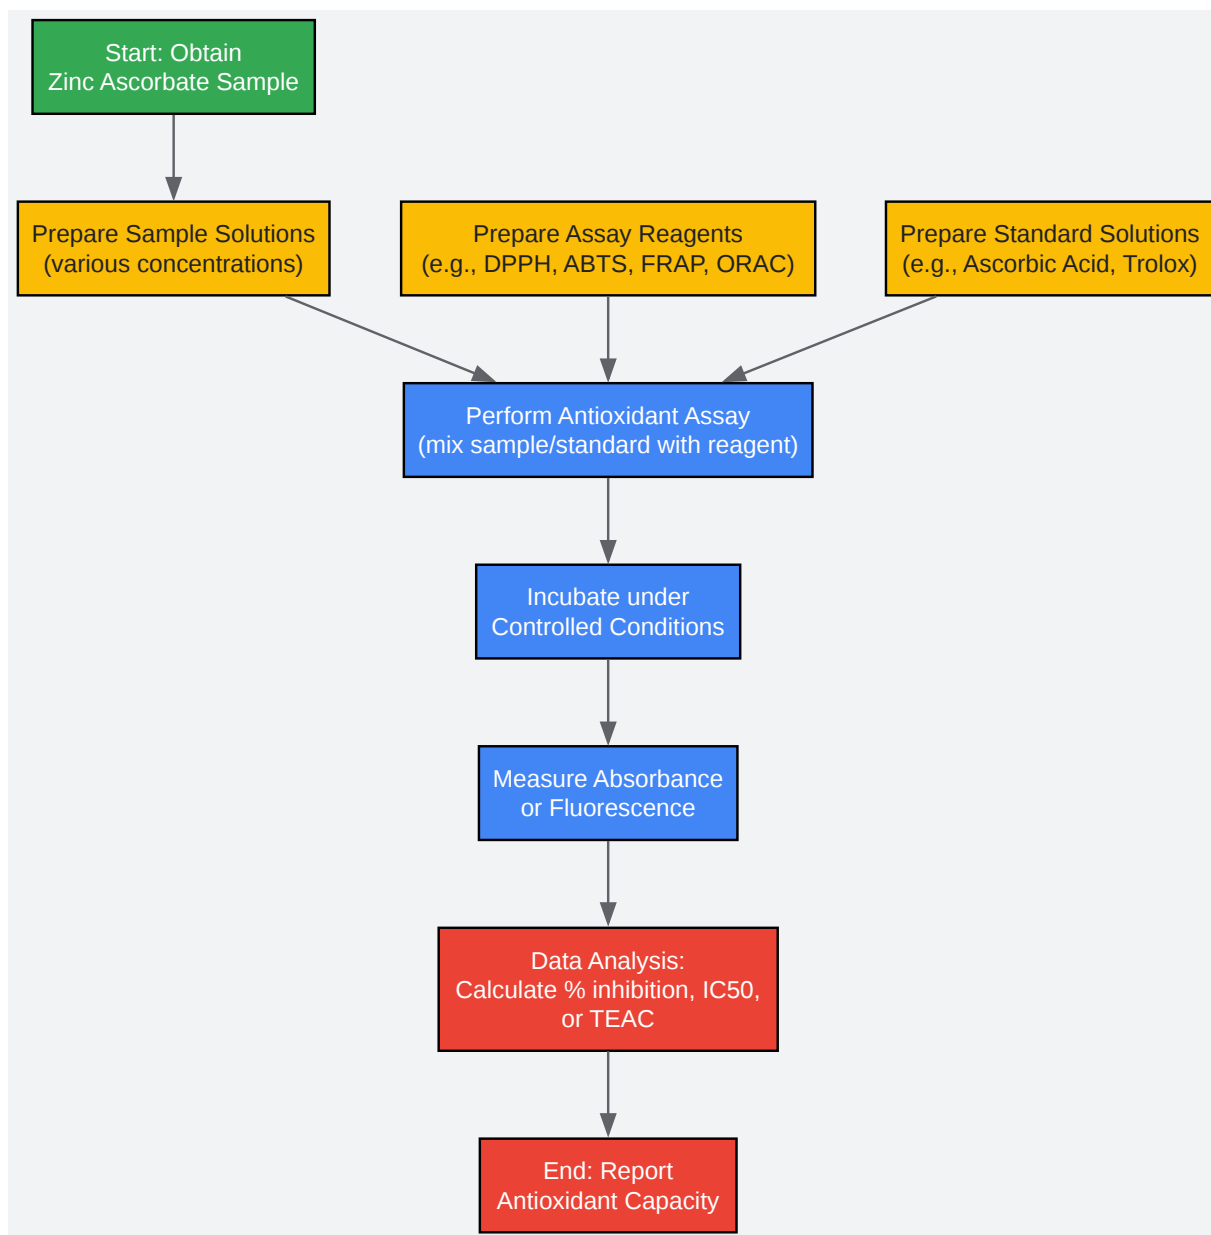 Start: Obtain
Zinc Ascorbate Sample
Prepare Sample Solutions
(various concentrations)
Prepare Assay Reagents
(e.g., DPPH, ABTS, FRAP, ORAC)
Prepare Standard Solutions
(e.g., Ascorbic Acid, Trolox)
Perform Antioxidant Assay
(mix sample/standard with reagent)
Incubate under
Controlled Conditions
Measure Absorbance
or Fluorescence
Data Analysis:
Calculate % inhibition, IC50,
or TEAC
End: Report
Antioxidant Capacity